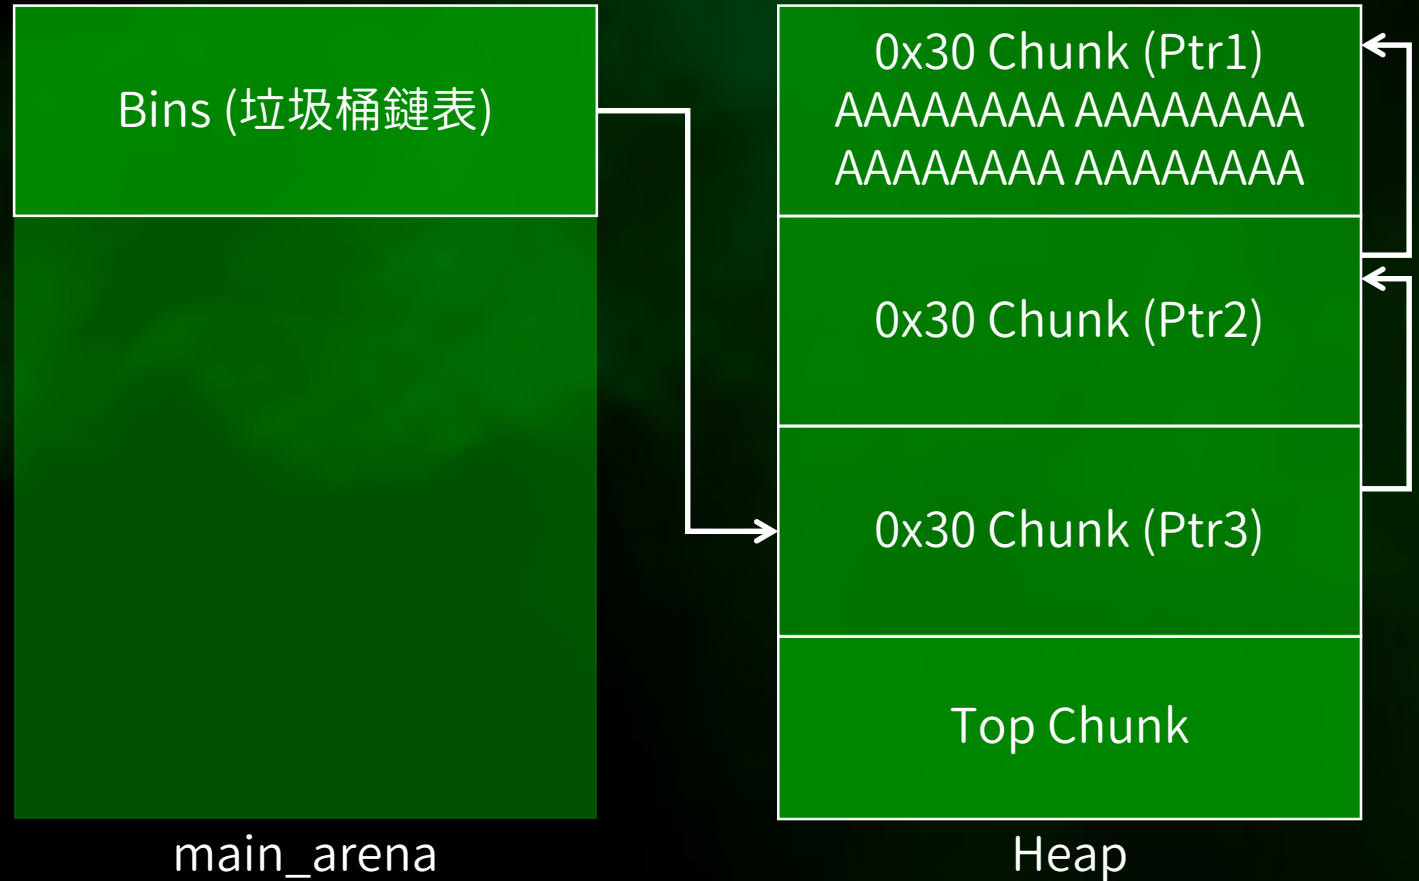 Bins (垃圾桶鏈表)
main_arena
0x30 Chunk (Ptr1)
AAAAAAAA AAAAAAAA
AAAAAAAA AAAAAAAA
0x30 Chunk (Ptr2)
0x30 Chunk (Ptr3)
Top Chunk
Heap